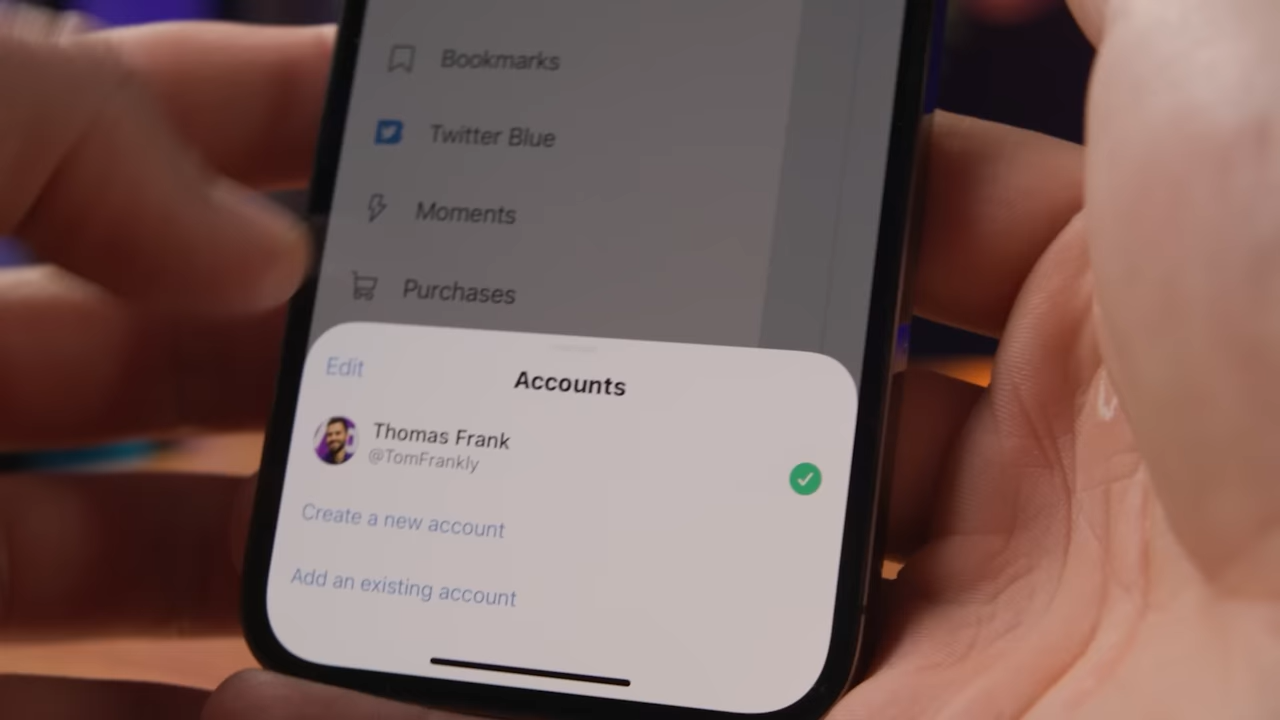 Bookmarks
Twitter Blue
Moments
Purchases
Edit
Accounts
Thomas Frank
@TomFrankly
Create a new account
Add an existing account